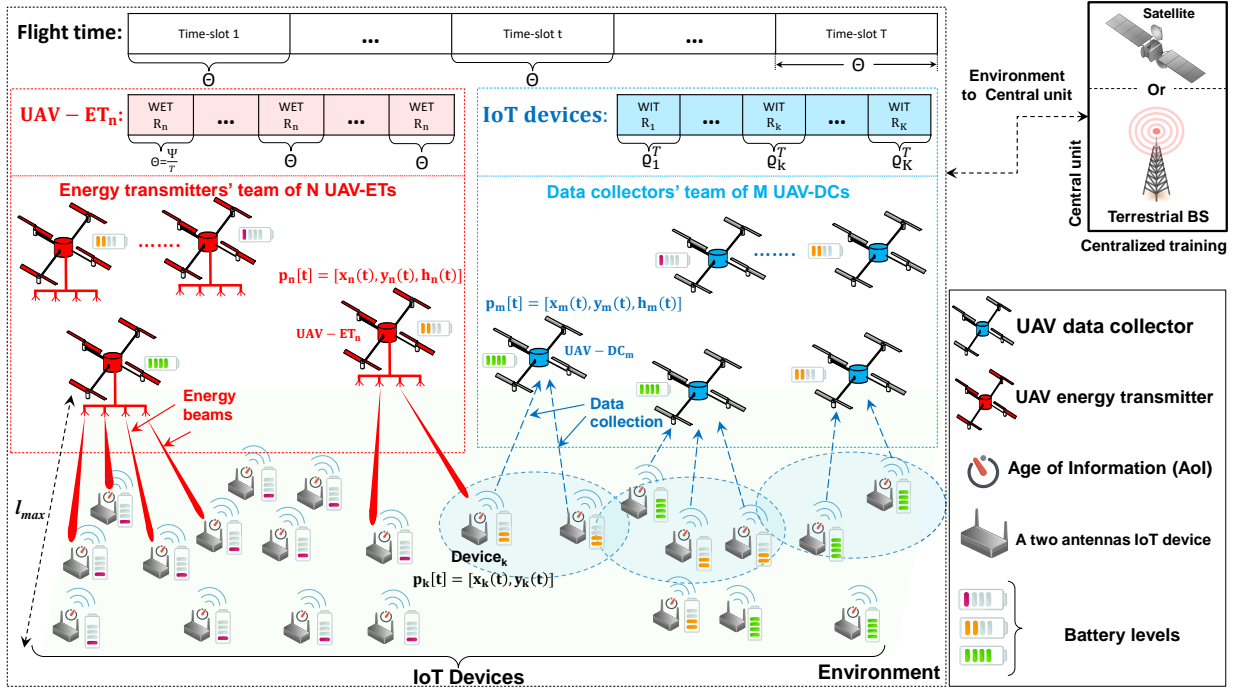 Flight time:
Time-slot 1
...
Time-slot t
...
Time-slot T
Θ
Θ
Θ
UAV − ETₙ:
WET
Rₙ
...
WET
Rₙ
...
WET
Rₙ
Θ=Ψ/T
Θ
Θ
IoT devices:
WIT
R₁
...
WIT
Rₖ
...
WIT
R_K
ϱ₁ᵀ
ϱₖᵀ
ϱ_Kᵀ
Energy transmitters' team of N UAV-ETs
Data collectors' team of M UAV-DCs
........
........
pₙ[t] = [xₙ(t), yₙ(t), hₙ(t)]
pₘ[t] = [xₘ(t), yₘ(t), hₘ(t)]
UAV − ETₙ
UAV − DCₘ
Energy
beams
Data
collection
l_max
Deviceₖ
pₖ[t] = [xₖ(t), yₖ(t)]
IoT Devices
Environment
Environment
to Central unit
Central unit
Satellite
Or
Terrestrial BS
Centralized training
UAV data collector
UAV energy transmitter
Age of Information (AoI)
A two antennas IoT device
Battery levels